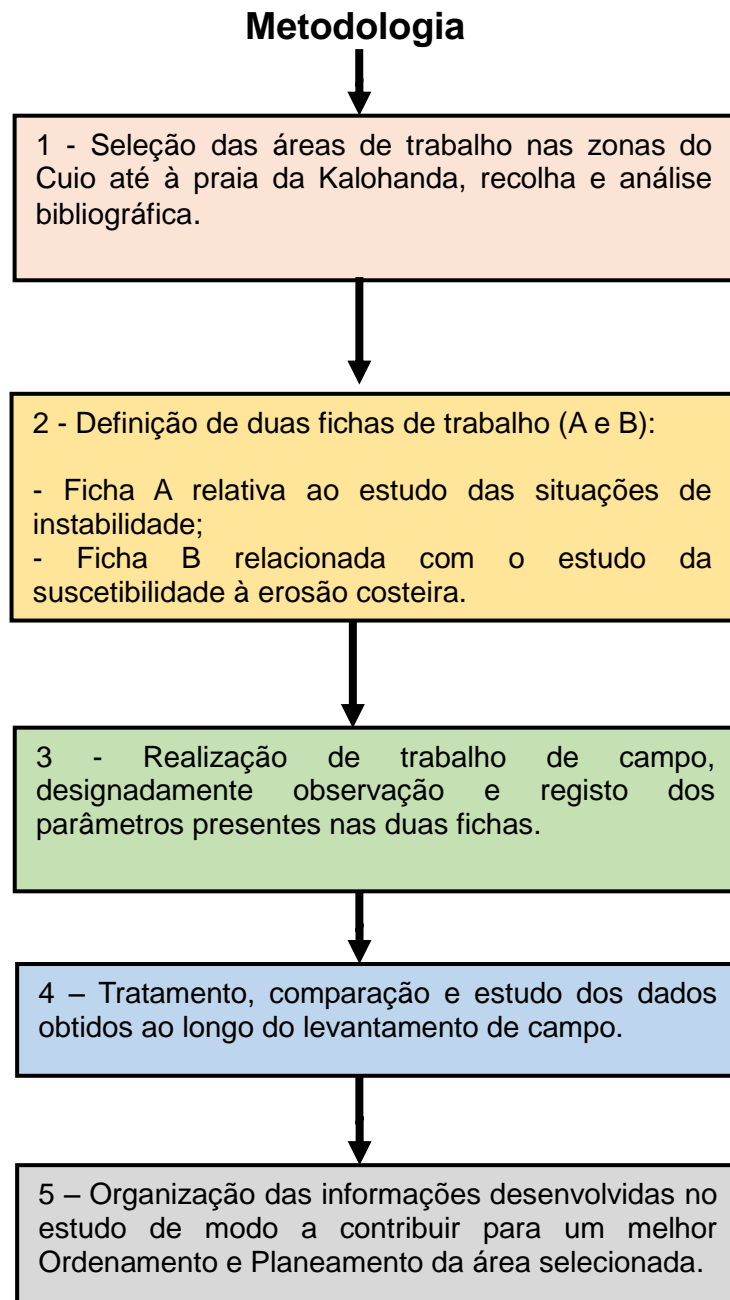 Metodologia
1 - Seleção das áreas de trabalho nas zonas do
Cuio até à praia da Kalohanda, recolha e análise
bibliográfica.
2 - Definição de duas fichas de trabalho (A e B):
- Ficha A relativa ao estudo das situações de
instabilidade;
- Ficha B relacionada com o estudo da
suscetibilidade à erosão costeira.
3 - Realização de trabalho de campo,
designadamente observação e registo dos
parâmetros presentes nas duas fichas.
4 – Tratamento, comparação e estudo dos dados
obtidos ao longo do levantamento de campo.
5 – Organização das informações desenvolvidas no
estudo de modo a contribuir para um melhor
Ordenamento e Planeamento da área selecionada.